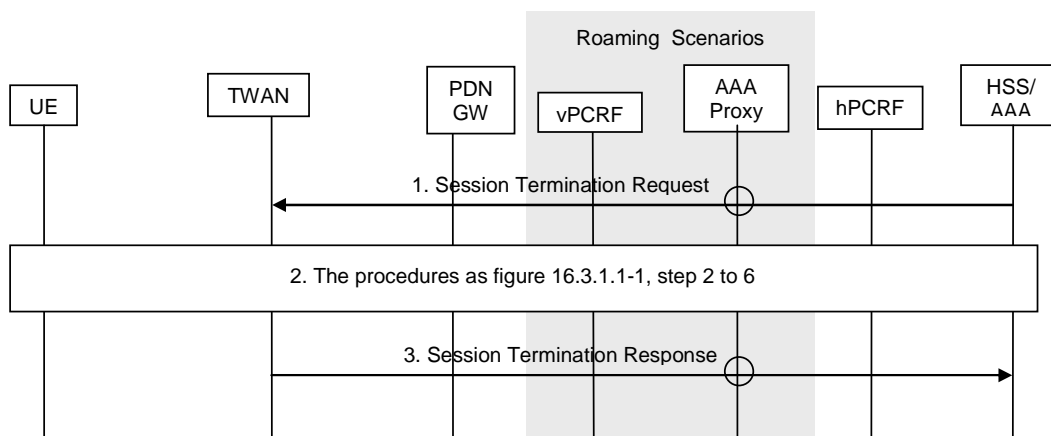 Roaming Scenarios
UE
TWAN
PDN
GW
vPCRF
AAA
Proxy
hPCRF
HSS/
AAA
1. Session Termination Request
2. The procedures as figure 16.3.1.1-1, step 2 to 6
3. Session Termination Response